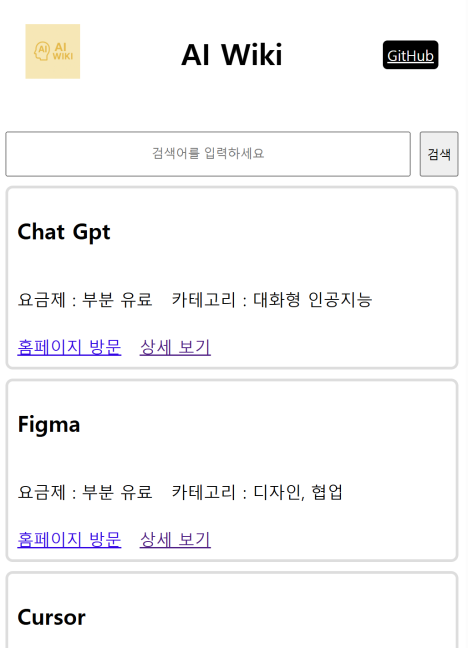 AI
AI
WIKI
AI Wiki
GitHub
검색어를 입력하세요
검색
Chat Gpt
요금제 : 부분 유료 카테고리 : 대화형 인공지능
홈페이지 방문 상세 보기
Figma
요금제 : 부분 유료 카테고리 : 디자인, 협업
홈페이지 방문 상세 보기
Cursor